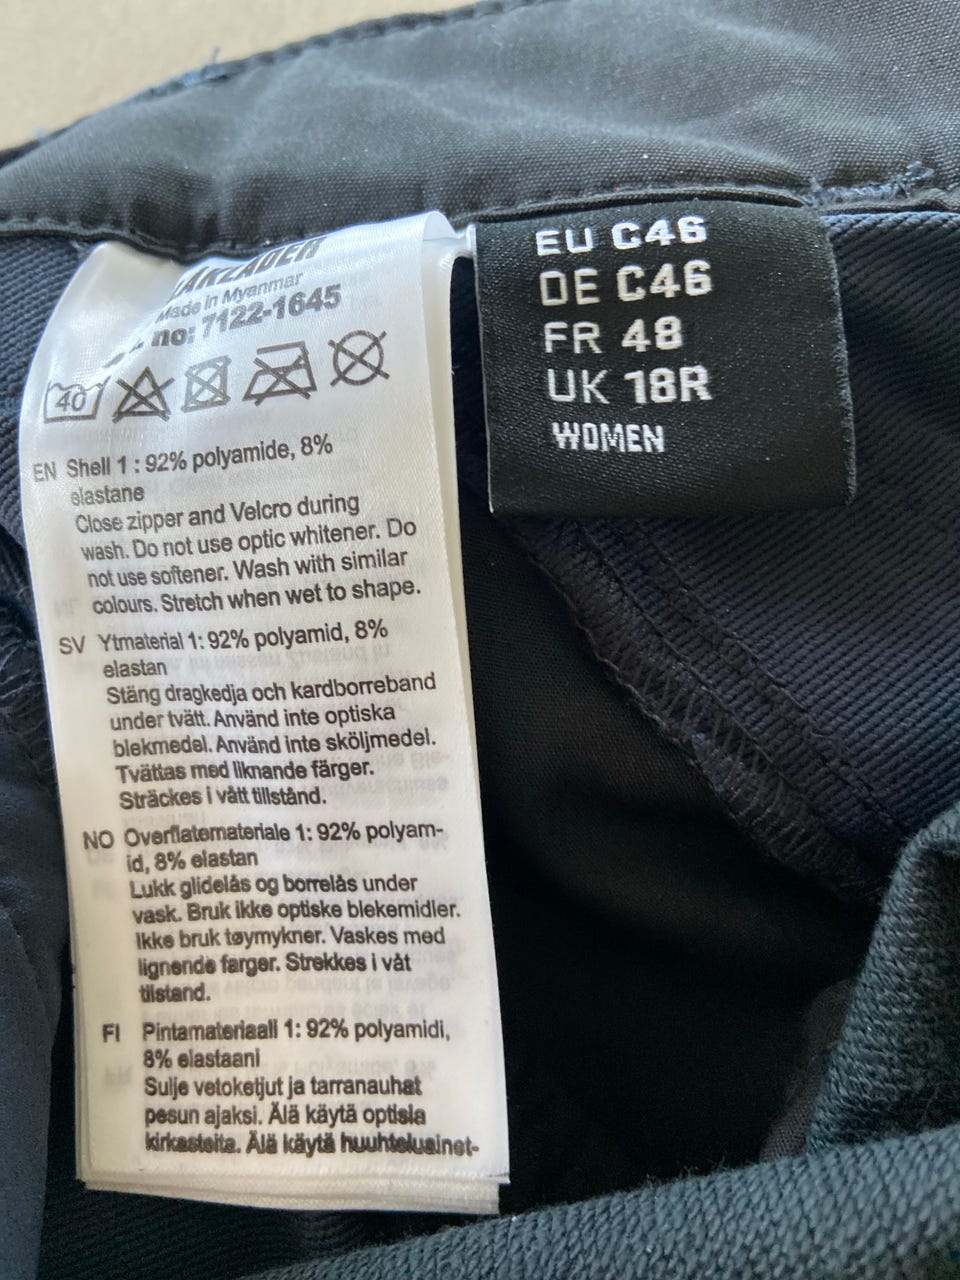 BLÅKLÄDER
Made in Myanmar
no: 7122-1645
40
EN Shell 1 : 92% polyamide, 8%
elastane
Close zipper and Velcro during
wash. Do not use optic whitener. Do
not use softener. Wash with similar
colours. Stretch when wet to shape.
SV Ytmaterial 1: 92% polyamid, 8%
elastan
Stäng dragkedja och kardborreband
under tvätt. Använd inte optiska
blekmedel. Använd inte sköljmedel.
Tvättas med liknande färger.
Sträckes i vått tillstånd.
NO Overflatemateriale 1: 92% polyam-
id, 8% elastan
Lukk glidelås og borrelås under
vask. Bruk ikke optiske blekemidler.
Ikke bruk tøymykner. Vaskes med
lignende farger. Strekkes i våt
tilstand.
FI Pintamateriaali 1: 92% polyamidi,
8% elastaani
Sulje vetoketjut ja tarranauhat
pesun ajaksi. Älä käytä optisia
kirkasteita. Älä käytä huuhteluainet-
EU C46
DE C46
FR 48
UK 18R
WOMEN